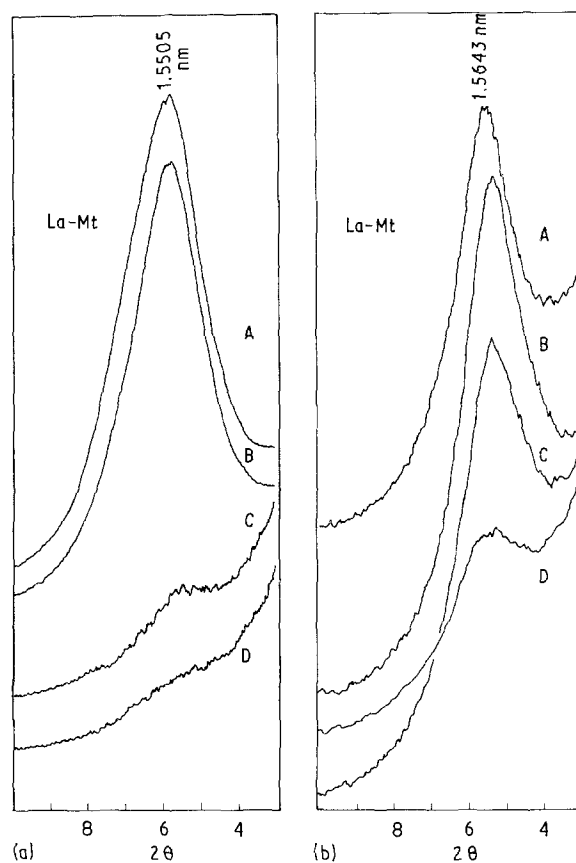 1.5505
nm
La-Mt
A
B
C
D
8 6 4
(a) 2θ
1.5643 nm
La-Mt
A
B
C
D
8 6 4
(b) 2θ